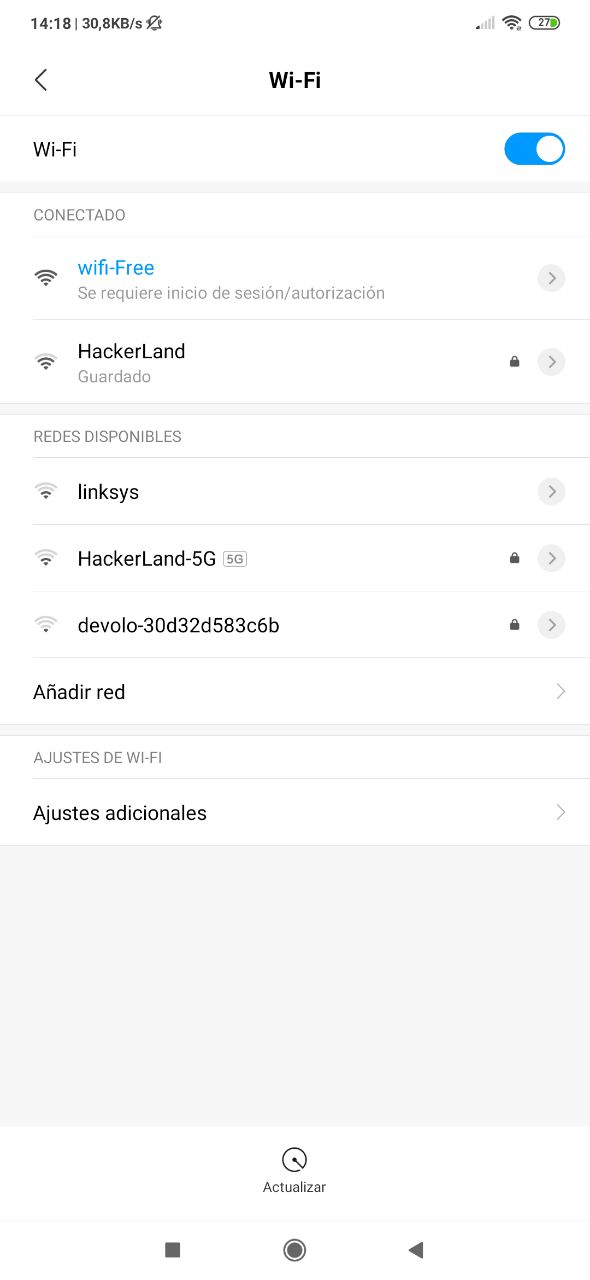 14:18 | 30,8KB/s
27
Wi-Fi
Wi-Fi
CONECTADO
wifi-Free
Se requiere inicio de sesión/autorización
HackerLand
Guardado
REDES DISPONIBLES
linksys
HackerLand-5G 5G
devolo-30d32d583c6b
Añadir red
AJUSTES DE WI-FI
Ajustes adicionales
Actualizar